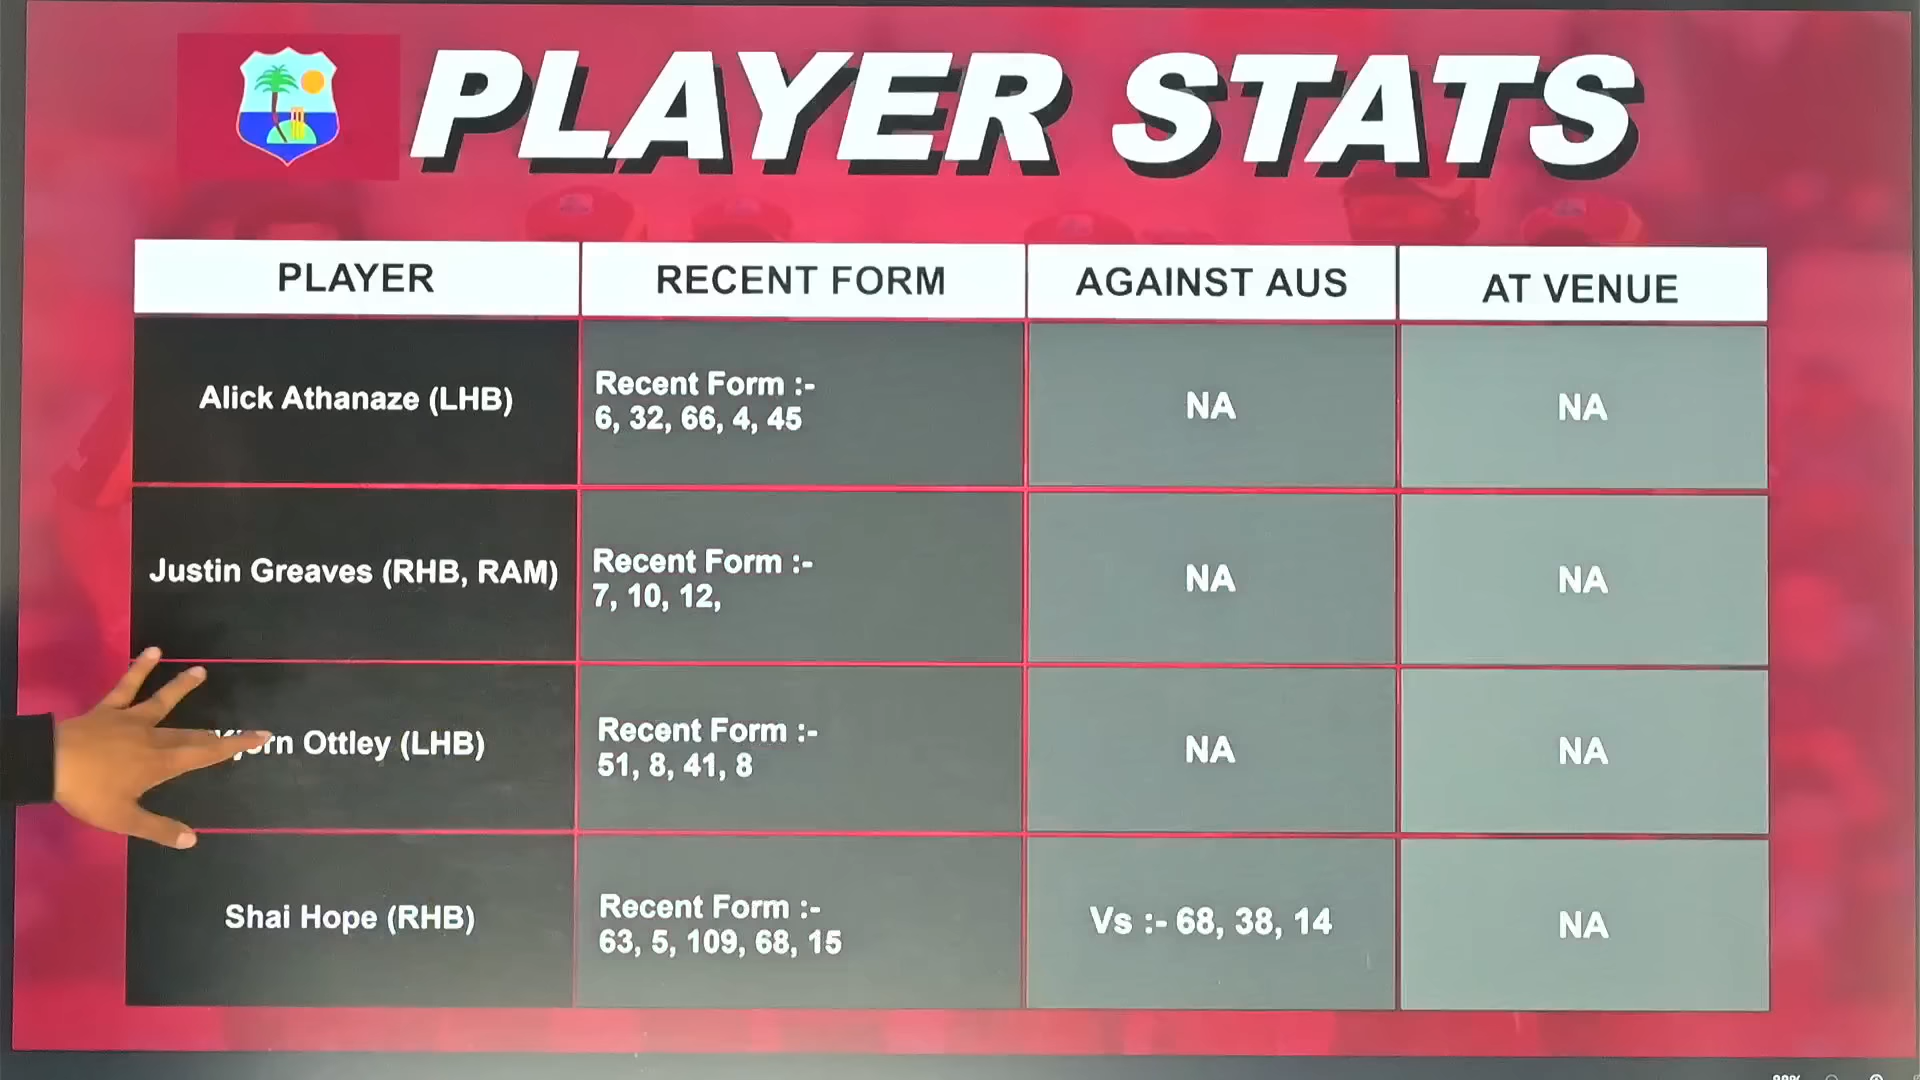 PLAYER STATS
PLAYER
RECENT FORM
AGAINST AUS
AT VENUE
Alick Athanaze (LHB)
Recent Form :-
6, 32, 66, 4, 45
NA
NA
Justin Greaves (RHB, RAM)
Recent Form :-
7, 10, 12,
NA
NA
Ottley (LHB)
Recent Form :-
51, 8, 41, 8
NA
NA
Shai Hope (RHB)
Recent Form :-
63, 5, 109, 68, 15
Vs :- 68, 38, 14
NA